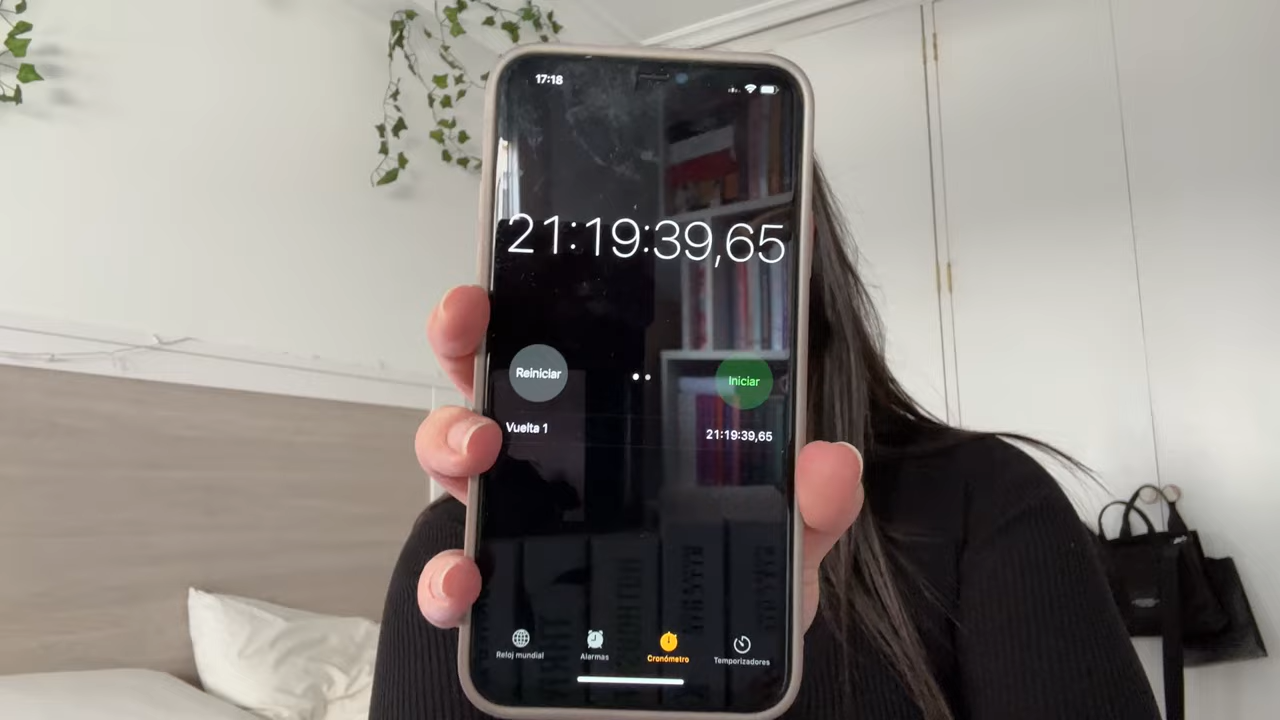 17:18
21:19:39,65
Reiniciar
Iniciar
Vuelta 1
21:19:39,65
Reloj mundial
Alarmas
Cronómetro
Temporizadores